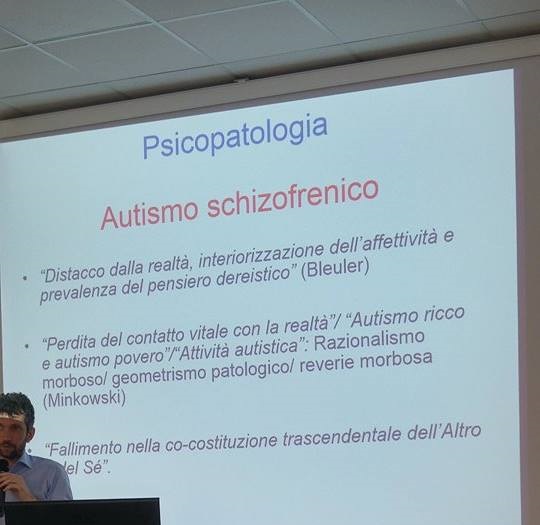 Psicopatologia
Autismo schizofrenico
• “Distacco dalla realtà, interiorizzazione dell’affettività e
prevalenza del pensiero dereistico” (Bleuler)
• “Perdita del contatto vitale con la realtà”/ “Autismo ricco
e autismo povero”/“Attività autistica”: Razionalismo
morboso/ geometrismo patologico/ reverie morbosa
(Minkowski)
“Fallimento nella co-costituzione trascendentale dell’Altro
del Sé”.